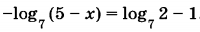 −log₇ (5 − x) = log₇ 2 − 1.